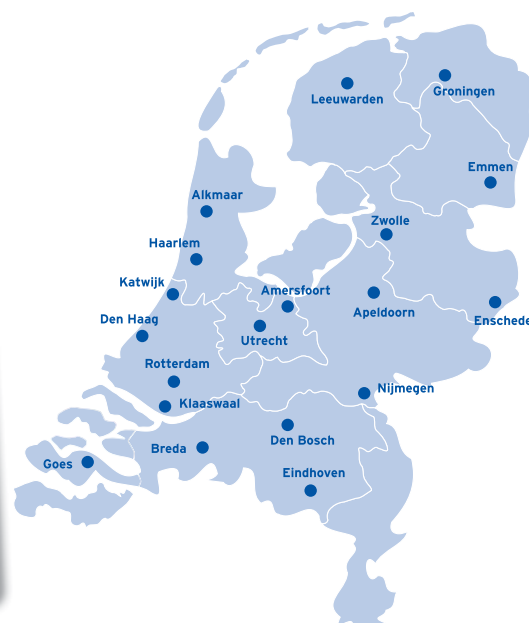 Groningen
Leeuwarden
Emmen
Alkmaar
Zwolle
Haarlem
Katwijk
Amersfoort
Apeldoorn
Den Haag
Enschede
Utrecht
Rotterdam
Nijmegen
Klaaswaal
Den Bosch
Breda
Goes
Eindhoven